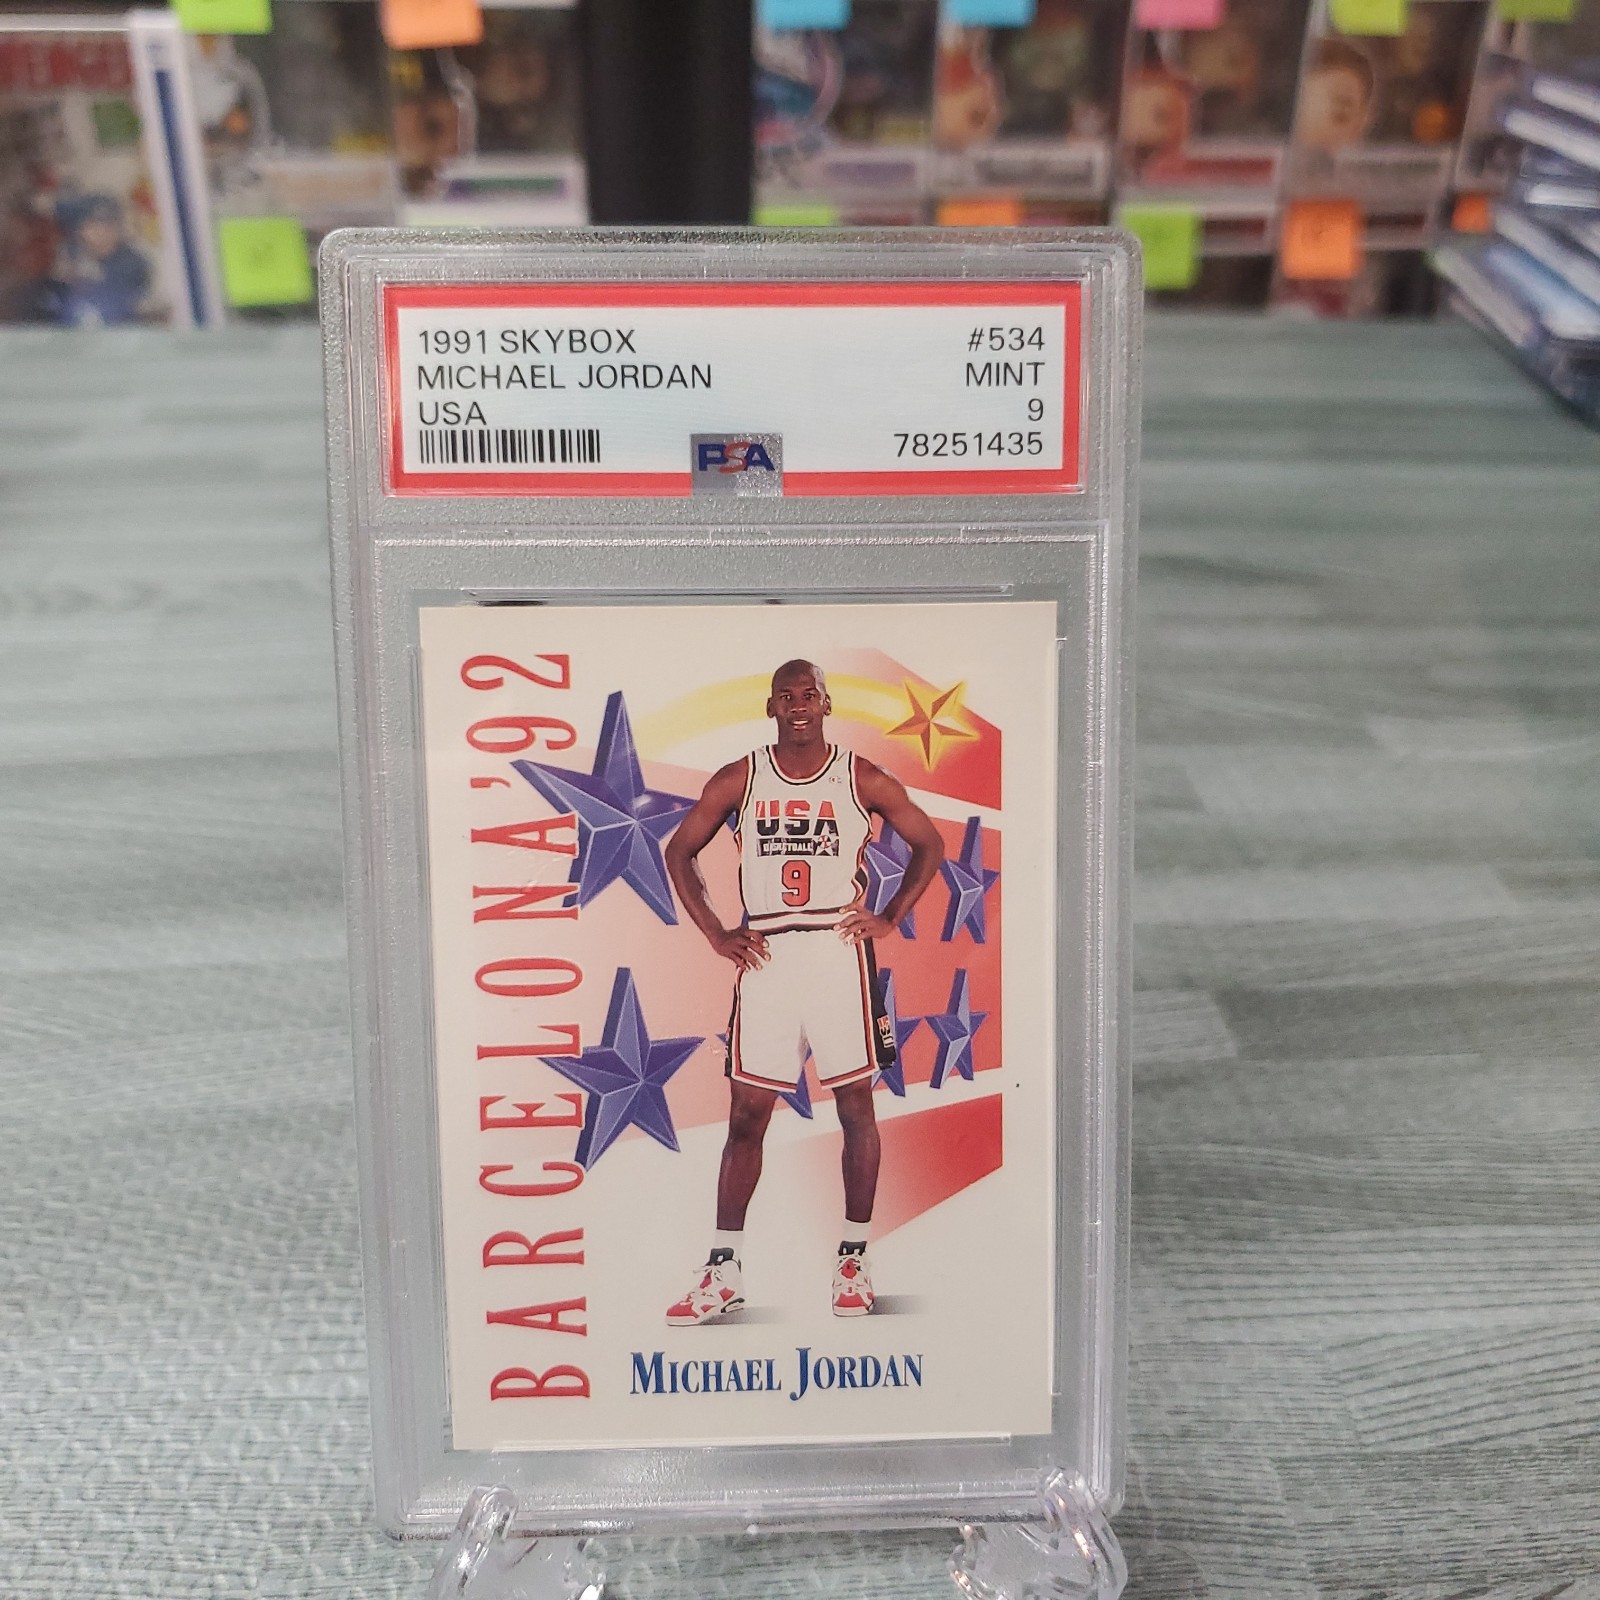 1991 SKYBOX #534
MICHAEL JORDAN MINT
USA 9
78251435
PSA
BARCELONA '92
USA
BASKETBALL
9
MICHAEL JORDAN